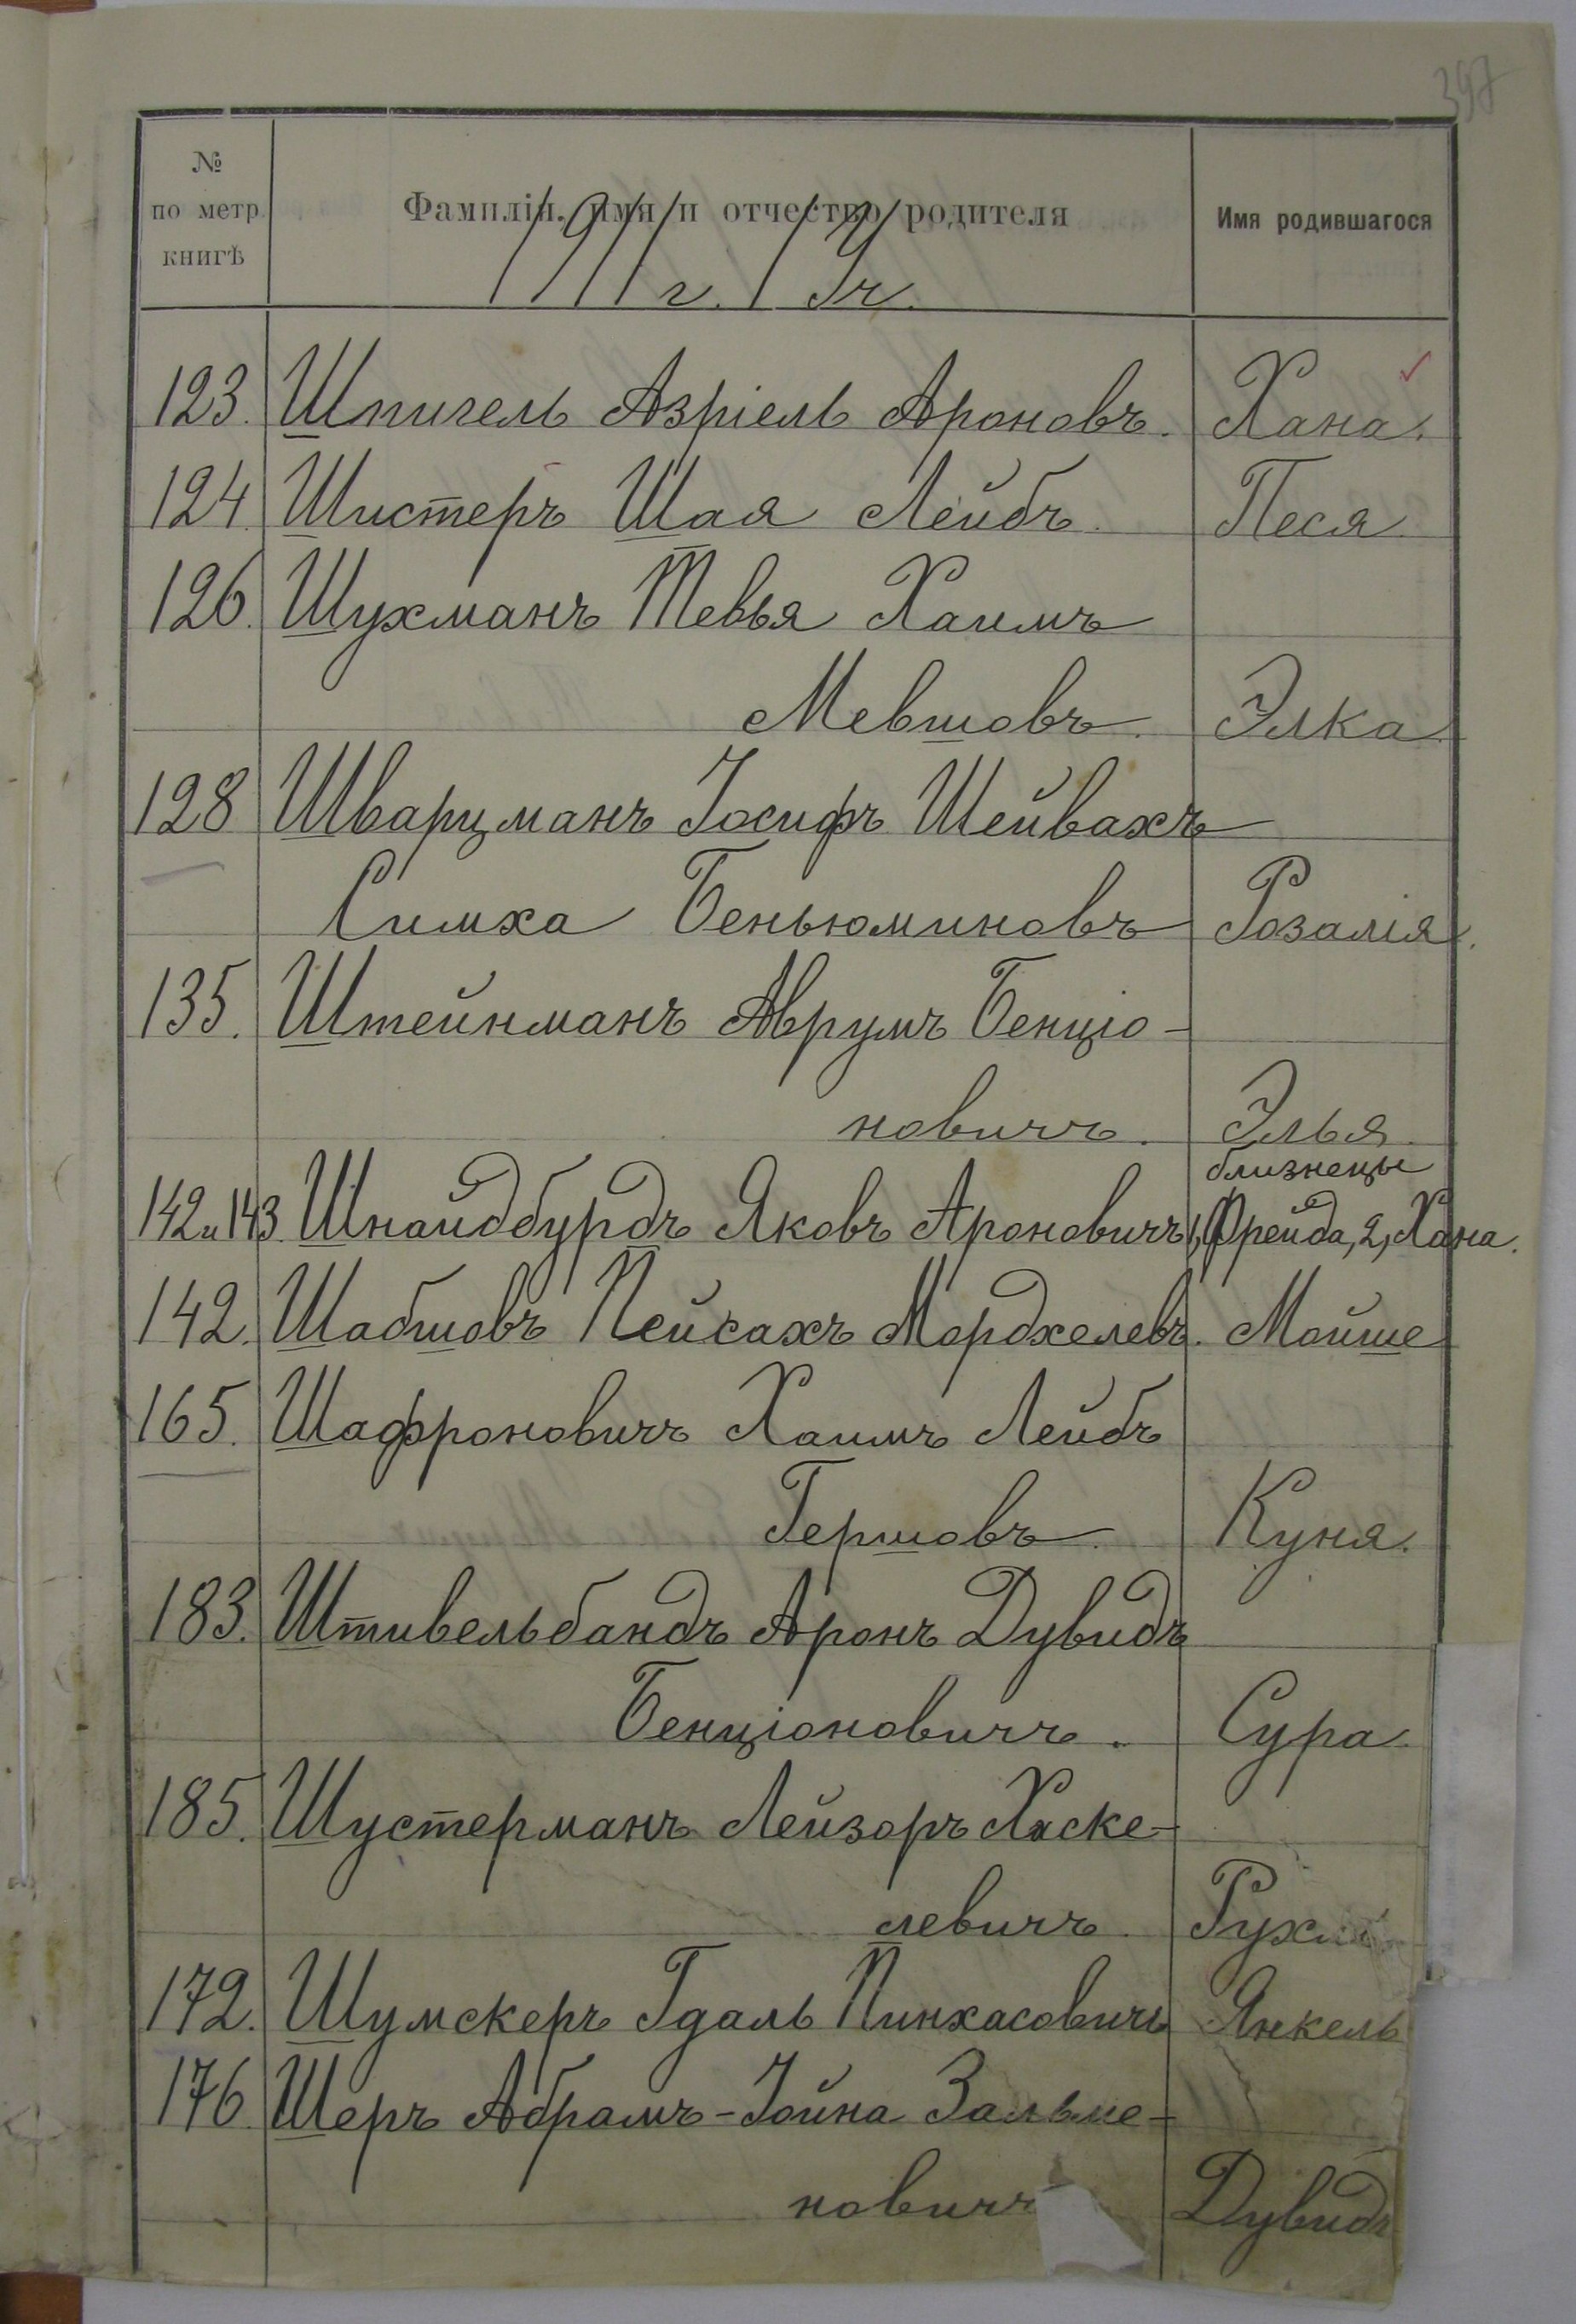 397
№ по метр. книгѣ
Фамилія, имя и отчество родителя
Имя родившагося
1911 г. 1 Уч.
123. Шпигель Азріель Ароновъ. Хана.
124. Шистеръ Шая Лейбъ. Песя
126. Шухманъ Тевья Хаимъ
Мевшовъ. Элка
128 Шварцманъ Іосифъ Шейвахъ
Симха Беньюминовъ Розалія.
135. Штейнманъ Аврумъ Бенціо-
новичъ. Элья
близнецы
142 и 143. Шнайдбурдъ Яковъ Ароновичъ 1, Фрейда, 2, Хана.
142. Шабшовъ Пейсахъ Мордхелевъ. Мойше
165. Шафроновичъ Хаимъ Лейбъ
Гершовъ. Куня.
183. Штивельбандъ Аронъ Дувидъ
Бенціоновичъ. Сура.
185. Шустерманъ Лейзоръ Хаске-
левичъ.
172. Шумскеръ Гдаль Пинхасовичъ Янкель
176 Шеръ Абрамъ-Іойна Зальме-
новичъ Дувидъ